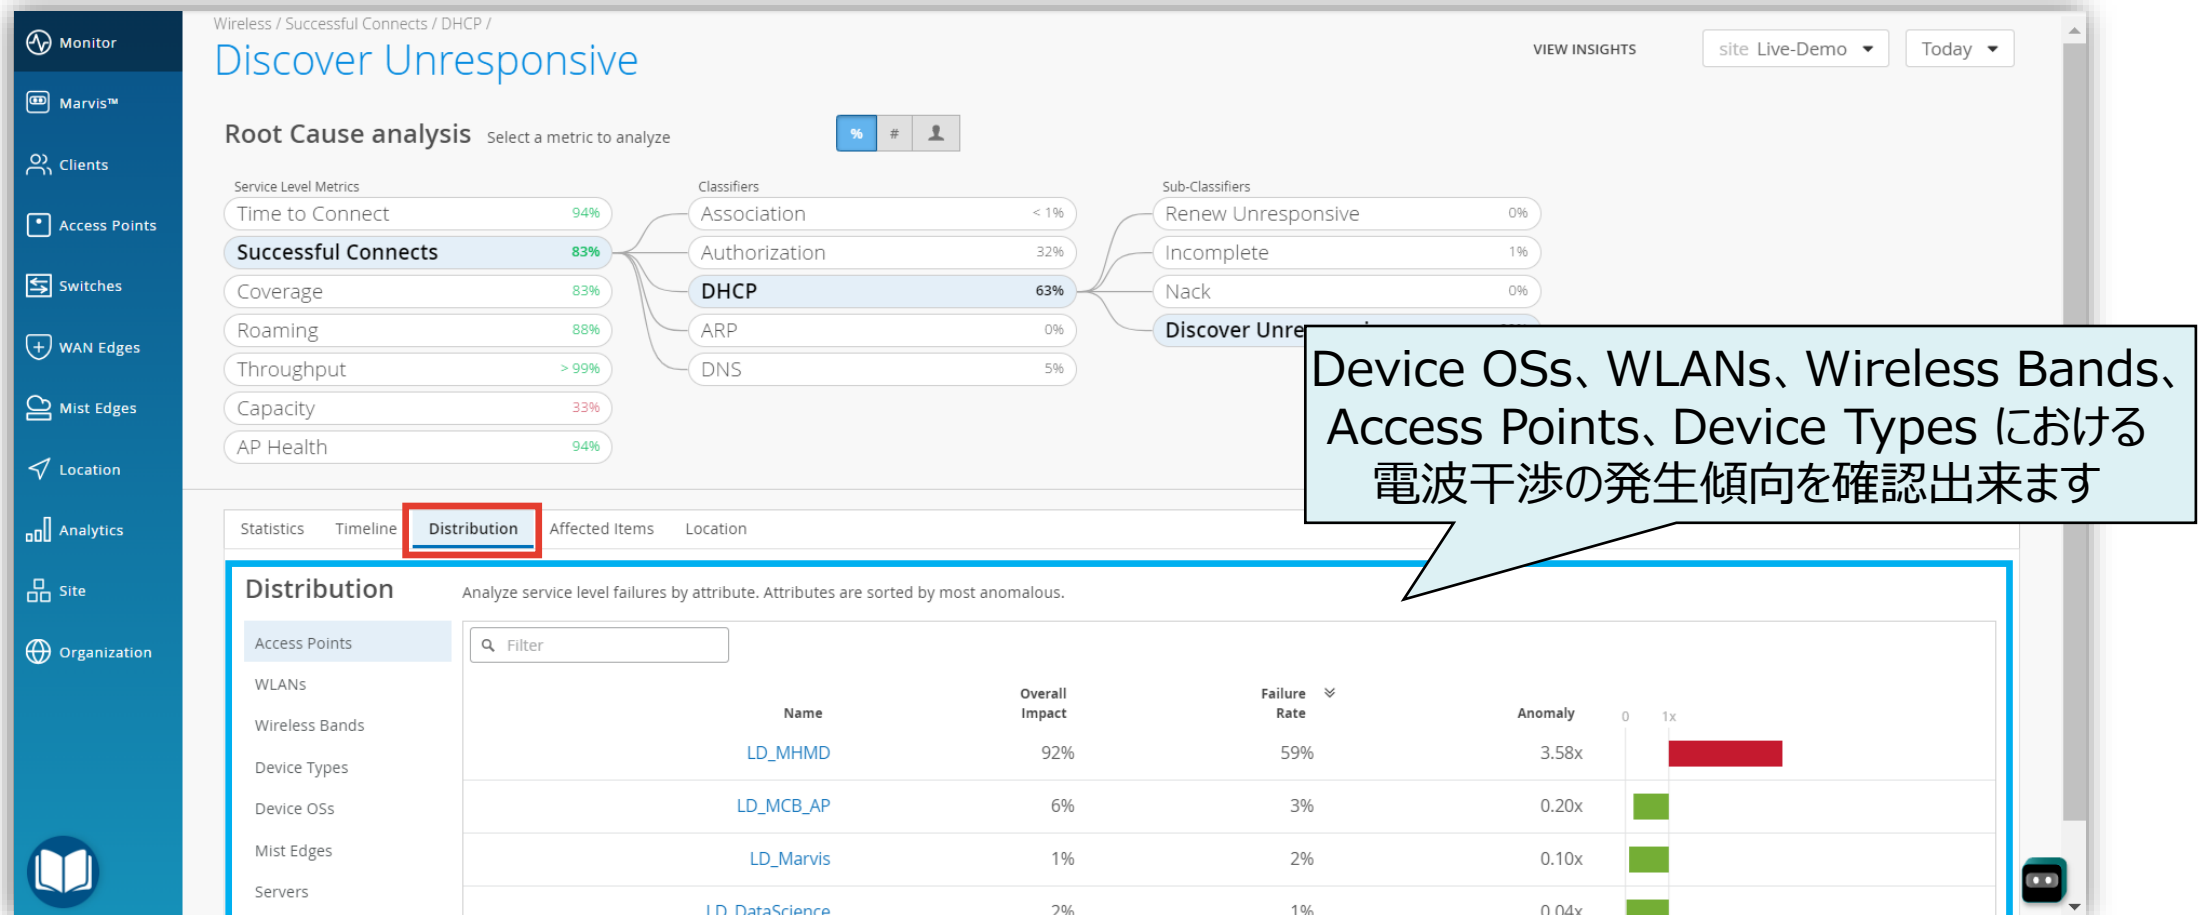 Monitor
Marvis™
Clients
Access Points
Switches
WAN Edges
Mist Edges
Location
Analytics
Site
Organization
Wireless / Successful Connects / DHCP /
Discover Unresponsive
VIEW INSIGHTS
site Live-Demo
Today
Root Cause analysis Select a metric to analyze
% #
Service Level Metrics
Time to Connect 94%
Successful Connects 83%
Coverage 83%
Roaming 88%
Throughput > 99%
Capacity 33%
AP Health 94%
Classifiers
Association < 1%
Authorization 32%
DHCP 63%
ARP 0%
DNS 5%
Sub-Classifiers
Renew Unresponsive 0%
Incomplete 1%
Nack 0%
Discover
Device OSs、WLANs、Wireless Bands、
Access Points、Device Types における
電波干渉の発生傾向を確認出来ます
Statistics Timeline Distribution Affected Items Location
Distribution Analyze service level failures by attribute. Attributes are sorted by most anomalous.
Access Points
WLANs
Wireless Bands
Device Types
Device OSs
Mist Edges
Servers
Filter
Name Overall Impact Failure Rate Anomaly 0 1x
LD_MHMD 92% 59% 3.58x
LD_MCB_AP 6% 3% 0.20x
LD_Marvis 1% 2% 0.10x
LD_DataScience 2% 1% 0.04x